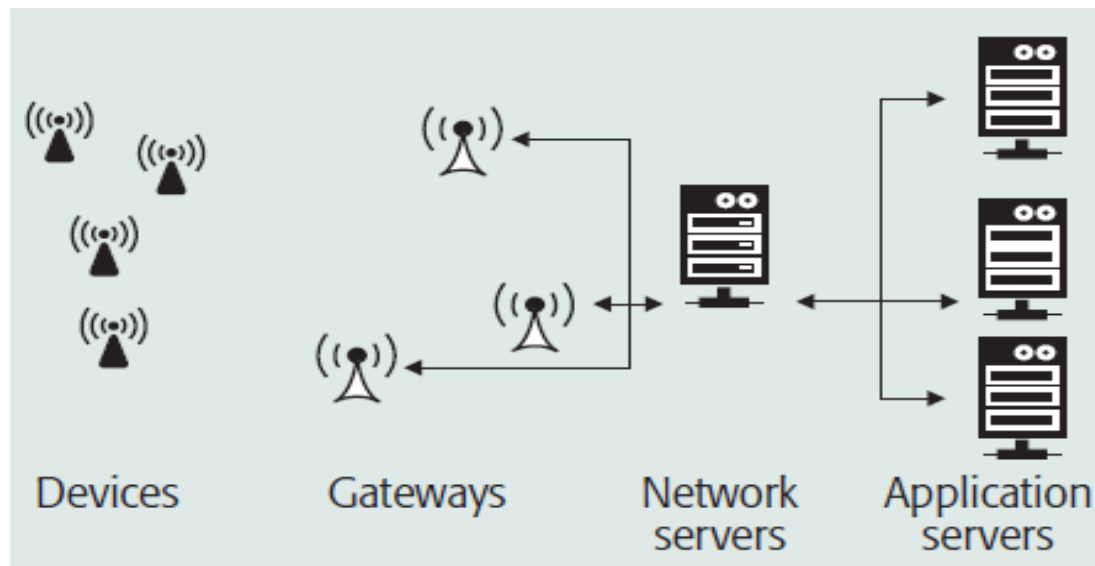 Devices
Gateways
Network
servers
Application
servers